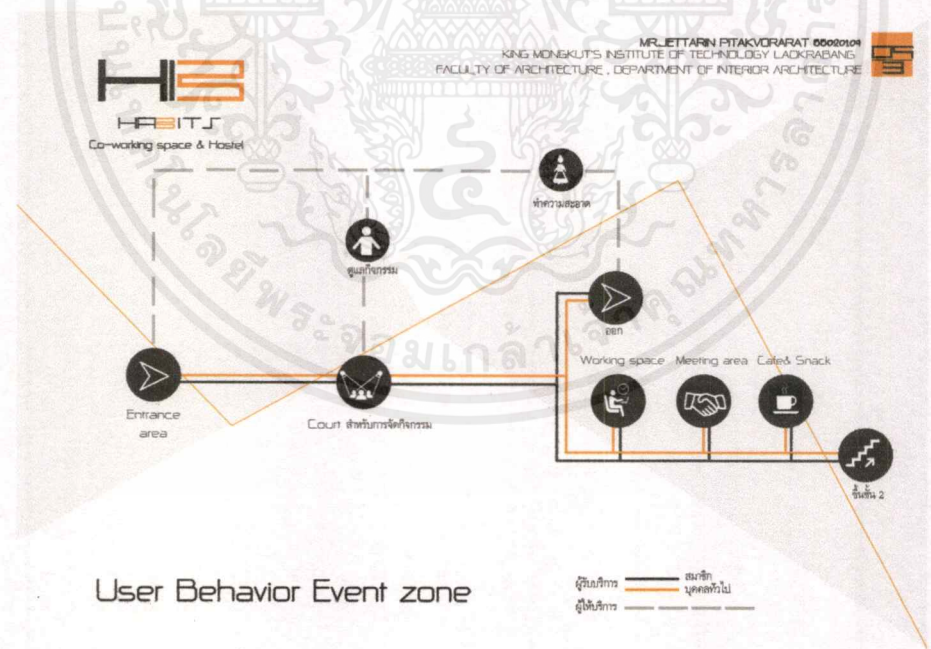 MR.JETTARIN PITAKVORARAT 55020104
KING MONGKUT'S INSTITUTE OF TECHNOLOGY LADKRABANG
FACULTY OF ARCHITECTURE , DEPARTMENT OF INTERIOR ARCHITECTURE
HABITS
Co-working space & Hostel
ทำความสะอาด
ดูแลกิจกรรม
ออก
Working space Meeting area Cafe& Snack
Entrance
area
Court สำหรับการจัดกิจกรรม
ขึ้นชั้น 2
User Behavior Event zone
ผู้รับบริการ สมาชิก
บุคคลทั่วไป
ผู้ให้บริการ